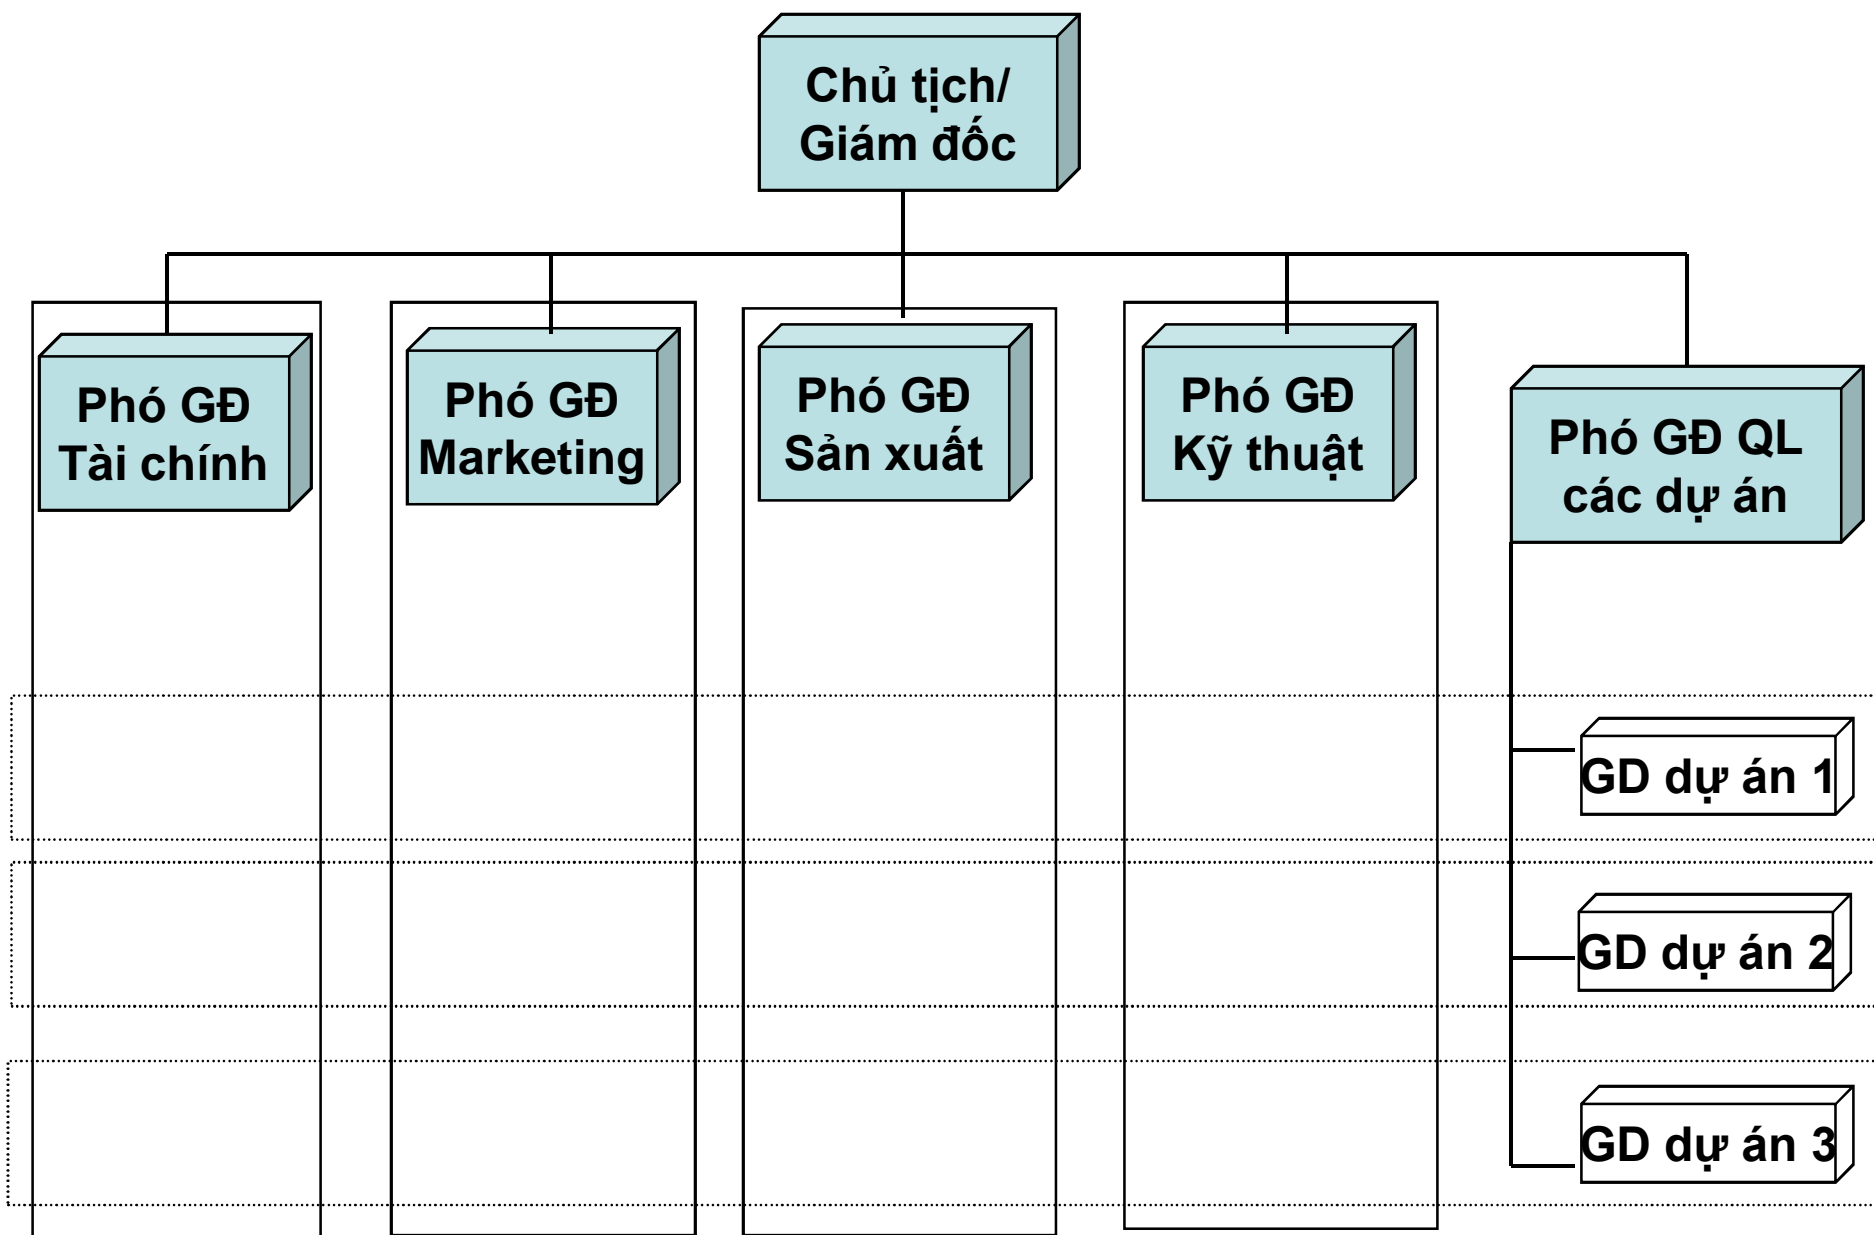 Chủ tịch/
Giám đốc
Phó GĐ
Tài chính
Phó GĐ
Marketing
Phó GĐ
Sản xuất
Phó GĐ
Kỹ thuật
Phó GĐ QL
các dự án
GD dự án 1
GD dự án 2
GD dự án 3